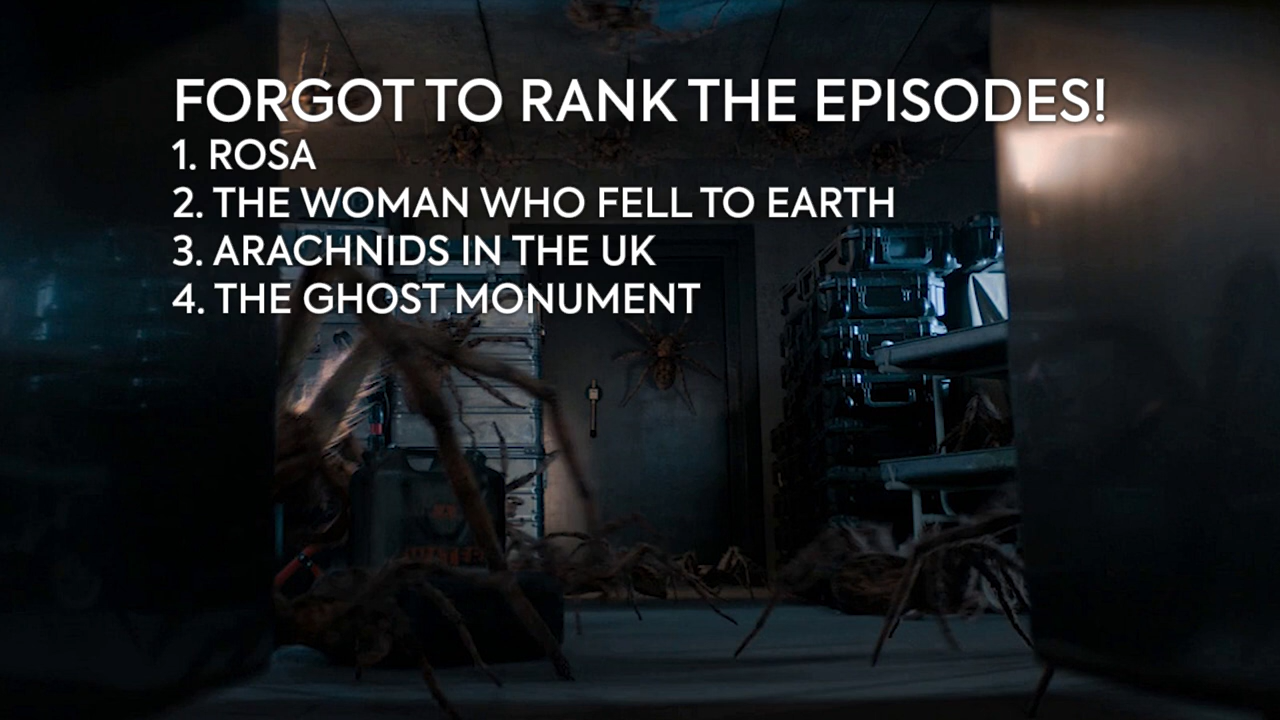 FORGOT TO RANK THE EPISODES!
1. ROSA
2. THE WOMAN WHO FELL TO EARTH
3. ARACHNIDS IN THE UK
4. THE GHOST MONUMENT